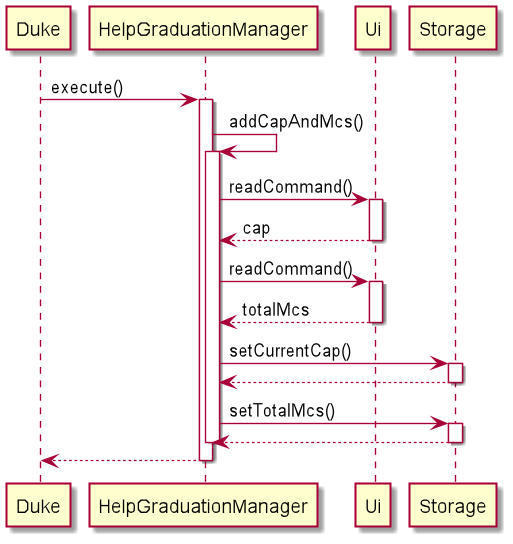 Duke
HelpGraduationManager
Ui
Storage
execute()
addCapAndMcs()
readCommand()
cap
readCommand()
totalMcs
setCurrentCap()
setTotalMcs()
Duke
HelpGraduationManager
Ui
Storage